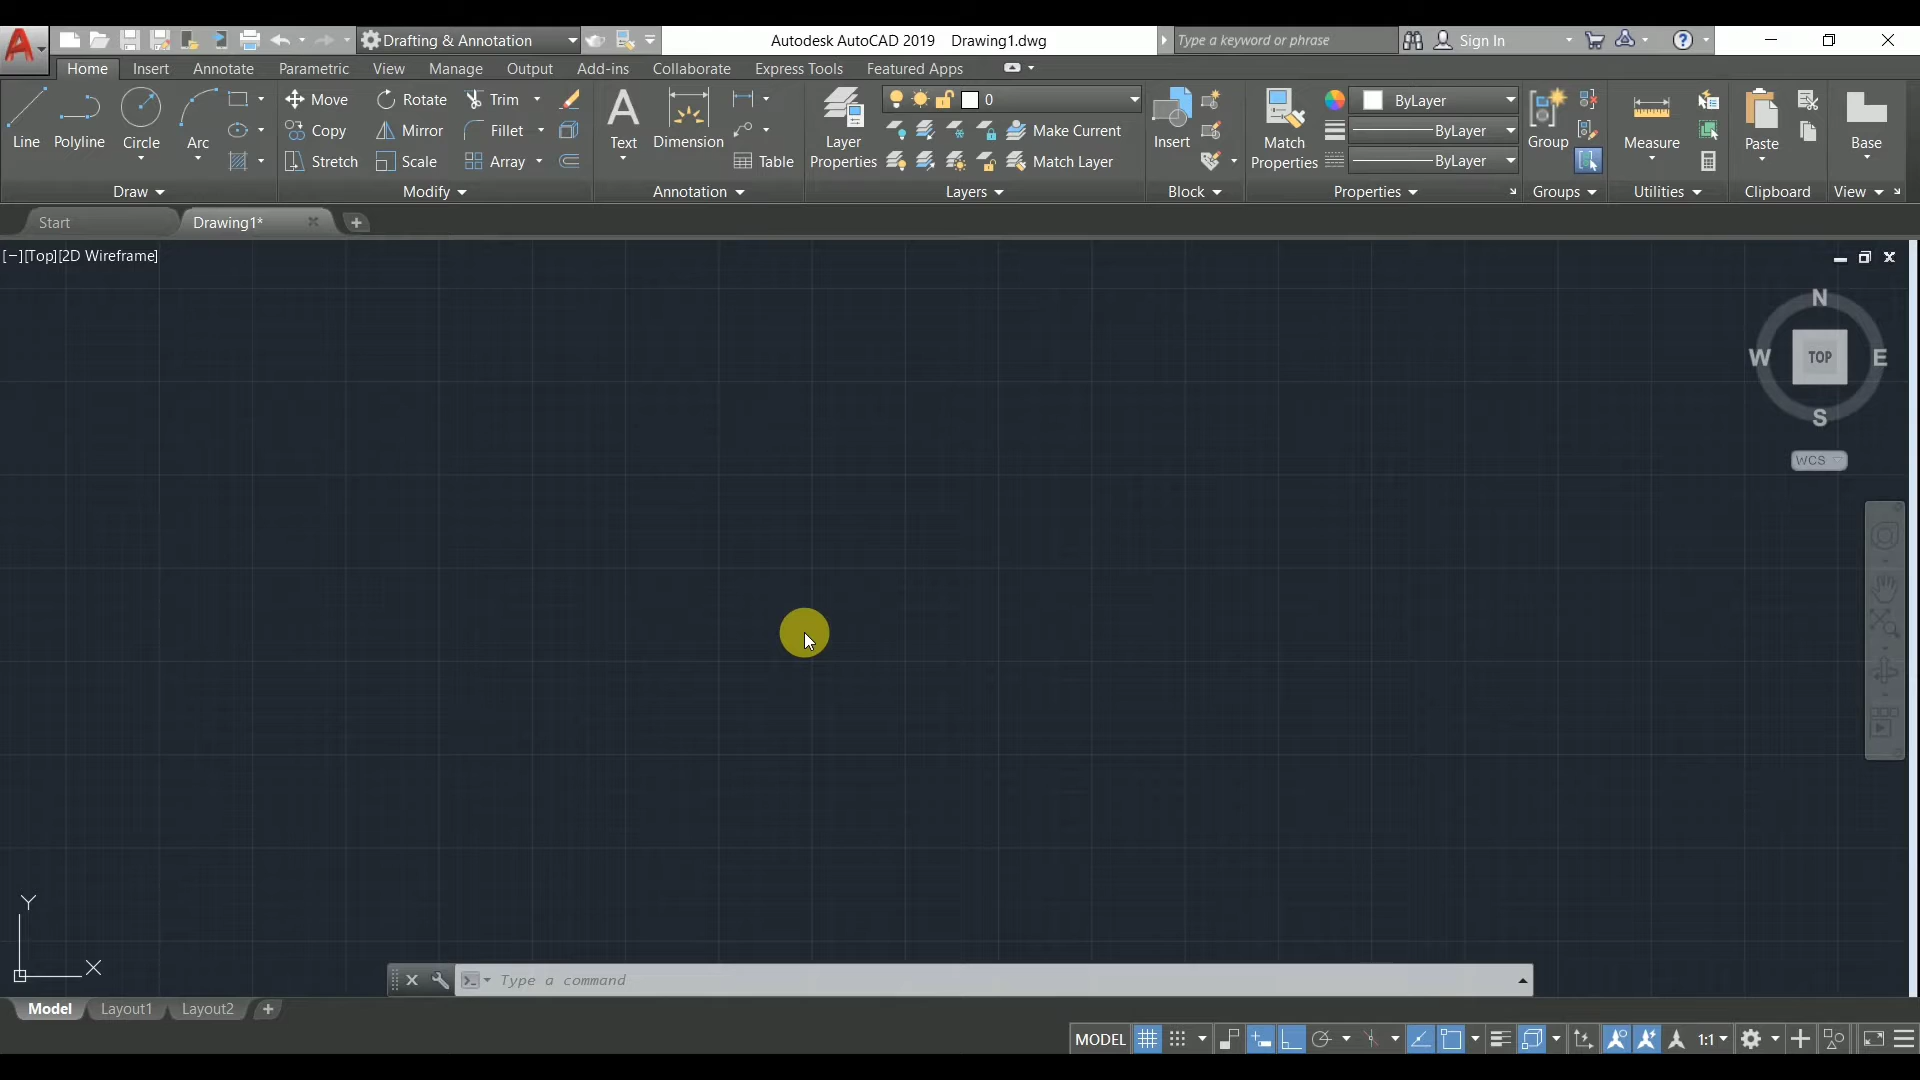 Drafting & Annotation
Autodesk AutoCAD 2019 Drawing1.dwg
Type a keyword or phrase
Sign In
Home Insert Annotate Parametric View Manage Output Add-ins Collaborate Express Tools Featured Apps
Line
Polyline
Circle
Arc
Draw
Move Rotate Trim
Copy Mirror Fillet
Stretch Scale Array
Modify
Text
Dimension
Table
Annotation
Layer
Properties
0
Make Current
Match Layer
Layers
Insert
Block
Match
Properties
ByLayer
ByLayer
ByLayer
Properties
Group
Groups
Measure
Utilities
Paste
Clipboard
Base
View
Start Drawing1*
[−][Top][2D Wireframe]
N
W TOP E
S
WCS
Y
X
Type a command
Model Layout1 Layout2
MODEL 1:1